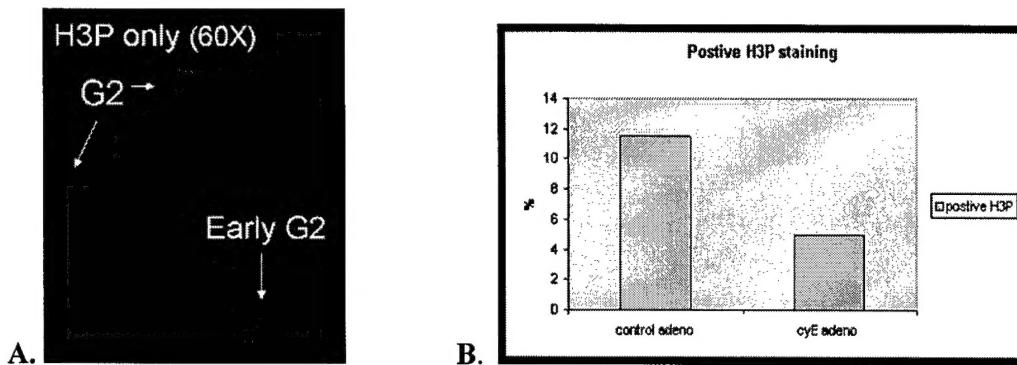 H3P only (60X)
G2
Early G2
A.
Postive H3P staining
14
12
10
8
6
4
2
0
%
control adeno
cyE adeno
postive H3P
B.